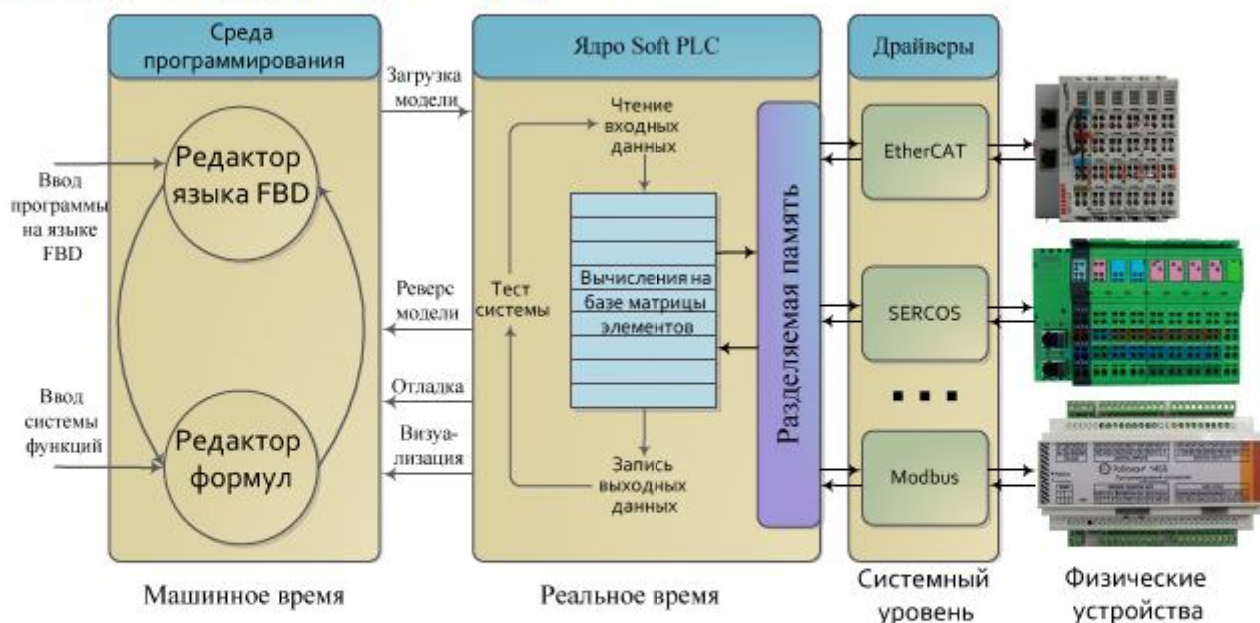 Среда
программирования
Редактор
языка FBD
Редактор
формул
Ввод
программы
на языке
FBD
Ввод
системы
функций
Машинное время
Загрузка
модели
Реверс
модели
Отладка
Визуа-
лизация
Ядро Soft PLC
Чтение
входных
данных
Вычисления на
базе матрицы
элементов
Тест
системы
Запись
выходных
данных
Разделяемая память
Реальное время
Драйверы
EtherCAT
SERCOS
Modbus
Системный
уровень
Физические
устройства